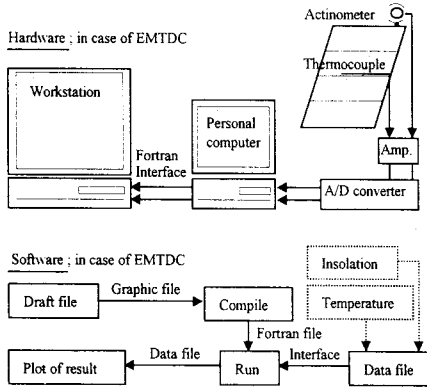 Actinometer
Hardware ; in case of EMTDC
Thermocouple
Workstation
Personal
computer
Fortran
Interface
Amp.
A/D converter
Software ; in case of EMTDC
Insolation
Graphic file
Draft file
Compile
Temperature
Fortran file
Data file
Interface
Plot of result
Run
Data file